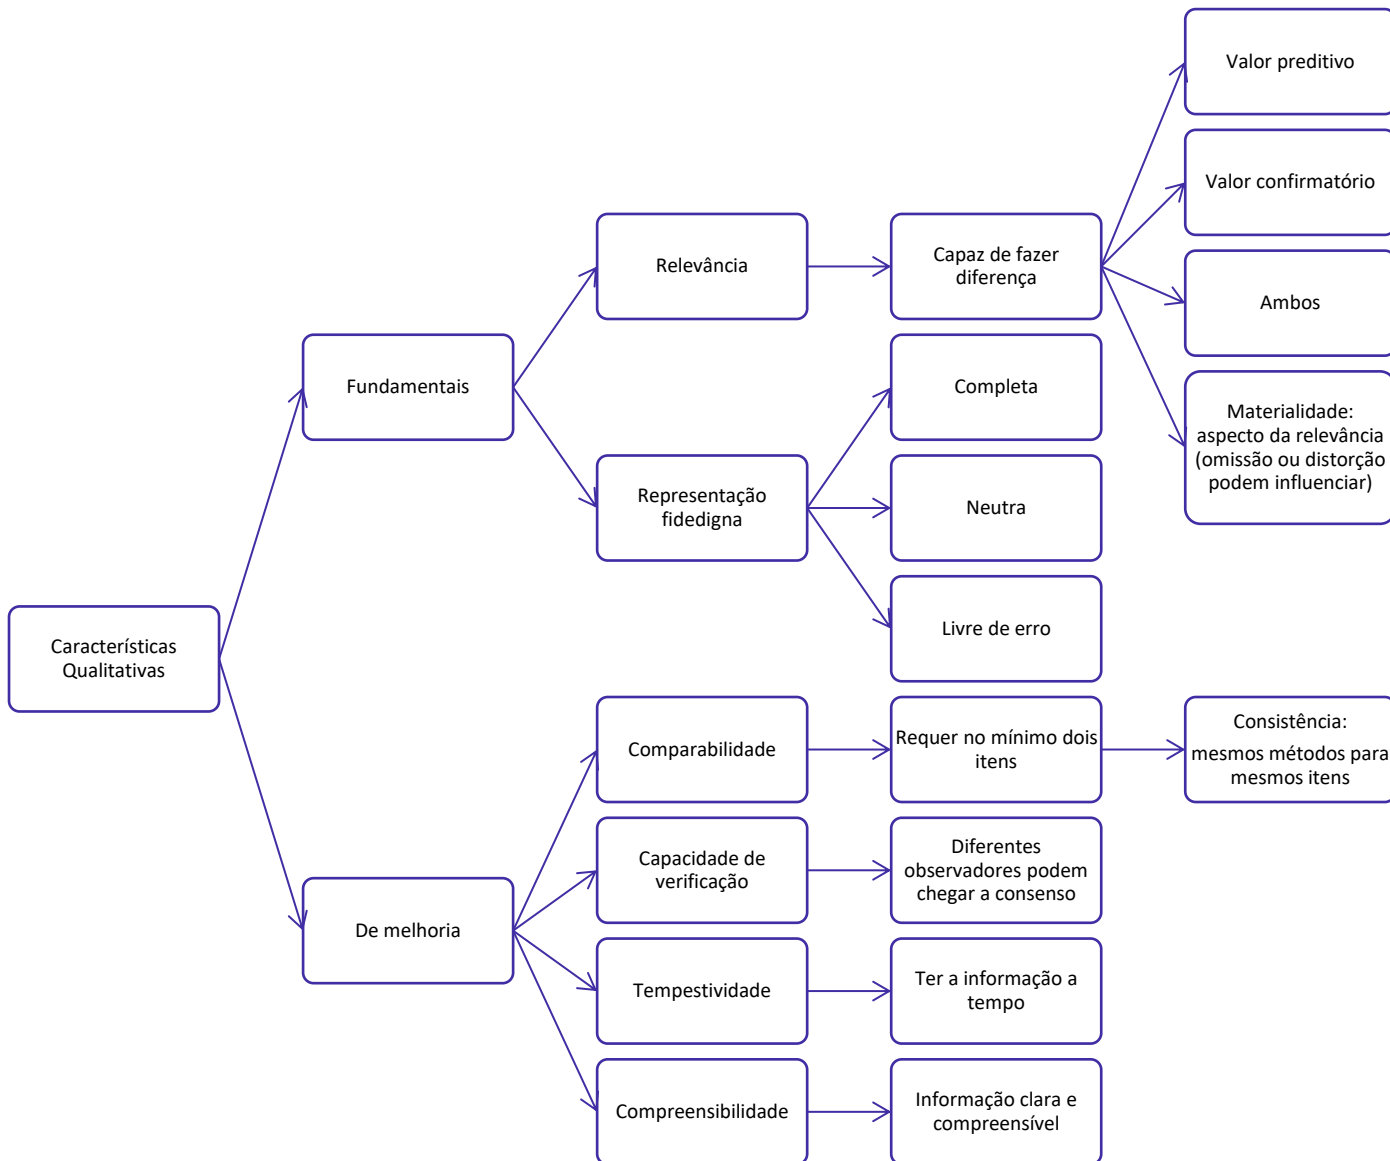 Valor preditivo
Valor confirmatório
Relevância
Capaz de fazer
diferença
Ambos
Fundamentais
Completa
Materialidade:
aspecto da relevância
(omissão ou distorção
podem influenciar)
Representação
fidedigna
Neutra
Livre de erro
Características
Qualitativas
Comparabilidade
Requer no mínimo dois
itens
Consistência:
mesmos métodos para
mesmos itens
Capacidade de
verificação
Diferentes
observadores podem
chegar a consenso
De melhoria
Tempestividade
Ter a informação a
tempo
Compreensibilidade
Informação clara e
compreensível